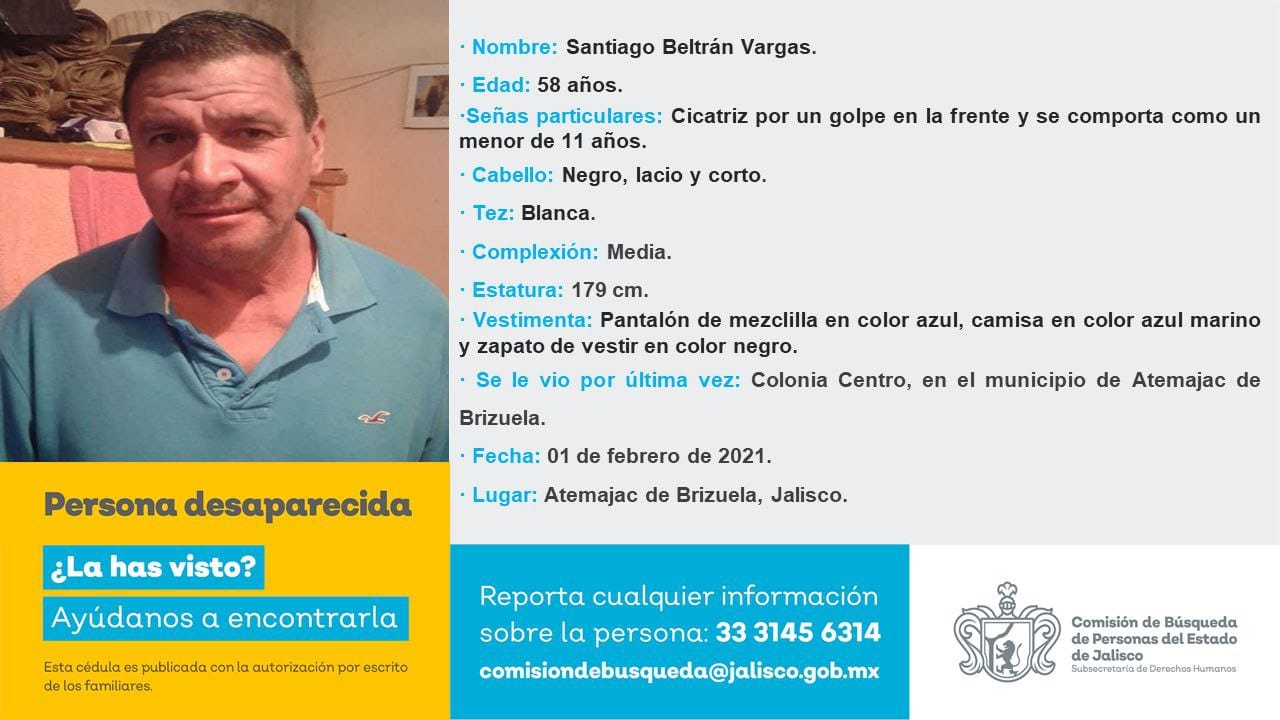 · Nombre: Santiago Beltrán Vargas.
· Edad: 58 años.
·Señas particulares: Cicatriz por un golpe en la frente y se comporta como un
menor de 11 años.
· Cabello: Negro, lacio y corto.
· Tez: Blanca.
· Complexión: Media.
· Estatura: 179 cm.
· Vestimenta: Pantalón de mezclilla en color azul, camisa en color azul marino
y zapato de vestir en color negro.
· Se le vio por última vez: Colonia Centro, en el municipio de Atemajac de
Brizuela.
· Fecha: 01 de febrero de 2021.
· Lugar: Atemajac de Brizuela, Jalisco.
Persona desaparecida
¿La has visto?
Ayúdanos a encontrarla
Esta cédula es publicada con la autorización por escrito
de los familiares.
Reporta cualquier información
sobre la persona: 33 3145 6314
comisiondebusqueda@jalisco.gob.mx
Comisión de Búsqueda
de Personas del Estado
de Jalisco
Subsecretaría de Derechos Humanos